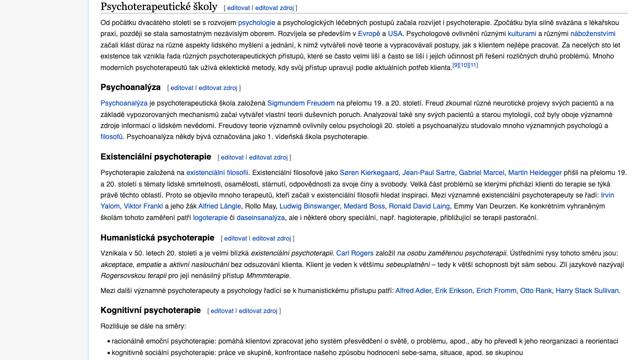 Psychoterapeutické školy [ editovat | editovat zdroj ]
Od počátku dvacátého století se s rozvojem psychologie a psychologických léčebných postupů začala rozvíjet i psychoterapie. Zpočátku byla silně svázána s lékařskou
praxí, později se stala samostatným nezávislým oborem. Rozvíjela se především v Evropě a USA. Psychologové ovlivnění různými kulturami a různými náboženstvími
začali klást důraz na různé aspekty lidského myšlení a jednání, k nimž vytvářeli nové teorie a vypracovávali postupy, jak s klientem nejlépe pracovat. Za necelých sto let
existence tak vznikla řada různých psychoterapeutických přístupů, které se často velmi liší a často se liší i jejich účinnost při řešení rozličných druhů problémů. Mnoho
moderních psychoterapeutů tak užívá eklektické metody, kdy svůj přístup upravují podle aktuálních potřeb klienta.[9][10][11]
Psychoanalýza [ editovat | editovat zdroj ]
Psychoanalýza je psychoterapeutická škola založená Sigmundem Freudem na přelomu 19. a 20. století. Freud zkoumal různé neurotické projevy svých pacientů a na
základě vypozorovaných mechanismů začal vytvářet vlastní teorii duševních poruch. Analyzoval také sny svých pacientů a starou mytologii, což byly oboje významné
zdroje informací o lidském nevědomí. Freudovy teorie významně ovlivnily celou psychologii 20. století a psychoanalýzu studovalo mnoho významných psychologů a
filosofů. Psychoanalýza někdy bývá označována jako 1. vídeňská škola psychoterapie.
Existenciální psychoterapie [ editovat | editovat zdroj ]
Psychoterapie založená na existenciální filosofii. Existenciální filosofové jako Søren Kierkegaard, Jean-Paul Sartre, Gabriel Marcel, Martin Heidegger přišli na přelomu 19.
a 20. století s tématy lidské smrtelnosti, osamělosti, stárnutí, odpovědnosti za svoje činy a svobody. Velká část problémů se kterými přichází klienti do terapie se týká
právě těchto oblastí. Proto se objevilo mnoho terapeutů, kteří začali v existenciální filosofii hledat inspiraci. Mezi významné existenciální psychoterapeuty se řadí: Irvin
Yalom, Viktor Frankl a jeho žák Alfried Längle, Rollo May, Ludwig Binswanger, Medard Boss, Ronald David Laing, Emmy Van Deurzen. Ke konkrétním vyhraněným
školám tohoto zaměření patří logoterapie či daseinsanalýza, ale i některé obory speciální, např. hagioterapie, přibližující se terapii pastorační.
Humanistická psychoterapie [ editovat | editovat zdroj ]
Vznikala v 50. letech 20. století a je velmi blízká existenciální psychoterapii. Carl Rogers založil na osobu zaměřenou psychoterapii. Ústředními rysy tohoto směru jsou:
akceptace, empatie a aktivní naslouchání bez odsuzování klienta. Klient je veden k většímu sebeuplatnění – tedy k větší schopnosti být sám sebou. Zlí jazykové nazývají
Rogersovskou terapii pro její nenásilný přístup Mhmmterapie.
Mezi další významné psychoterapeuty a psychology řadící se k humanistickému přístupu patří: Alfred Adler, Erik Erikson, Erich Fromm, Otto Rank, Harry Stack Sullivan.
Kognitivní psychoterapie [ editovat | editovat zdroj ]
Rozlišuje se dále na směry:
• racionálně emoční psychoterapie: pomáhá klientovi zpracovat jeho systém přesvědčení o světě, o problému, apod., aby ho převedl k jeho reorganizaci a reorientaci
• kognitivně sociální psychoterapie: práce ve skupině, konfrontace našeho způsobu hodnocení sebe-sama, situace, apod. se skupinou